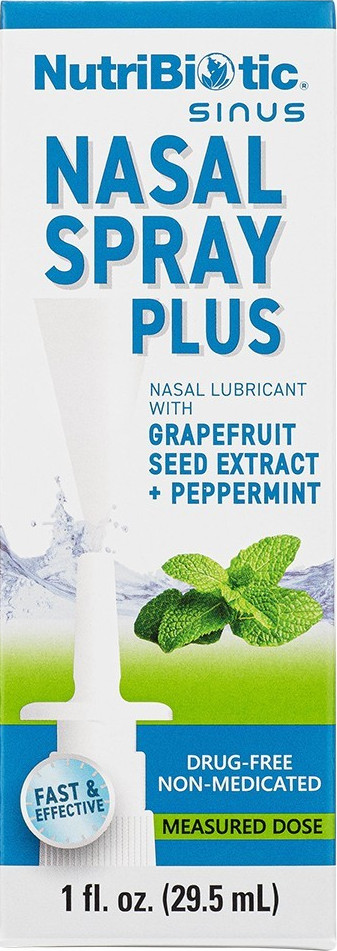 NutriBiotic®
sinus
NASAL
SPRAY
PLUS
NASAL LUBRICANT
WITH
GRAPEFRUIT
SEED EXTRACT
+ PEPPERMINT
DRUG-FREE
NON-MEDICATED
FAST &
EFFECTIVE
MEASURED DOSE
1 fl. oz. (29.5 mL)